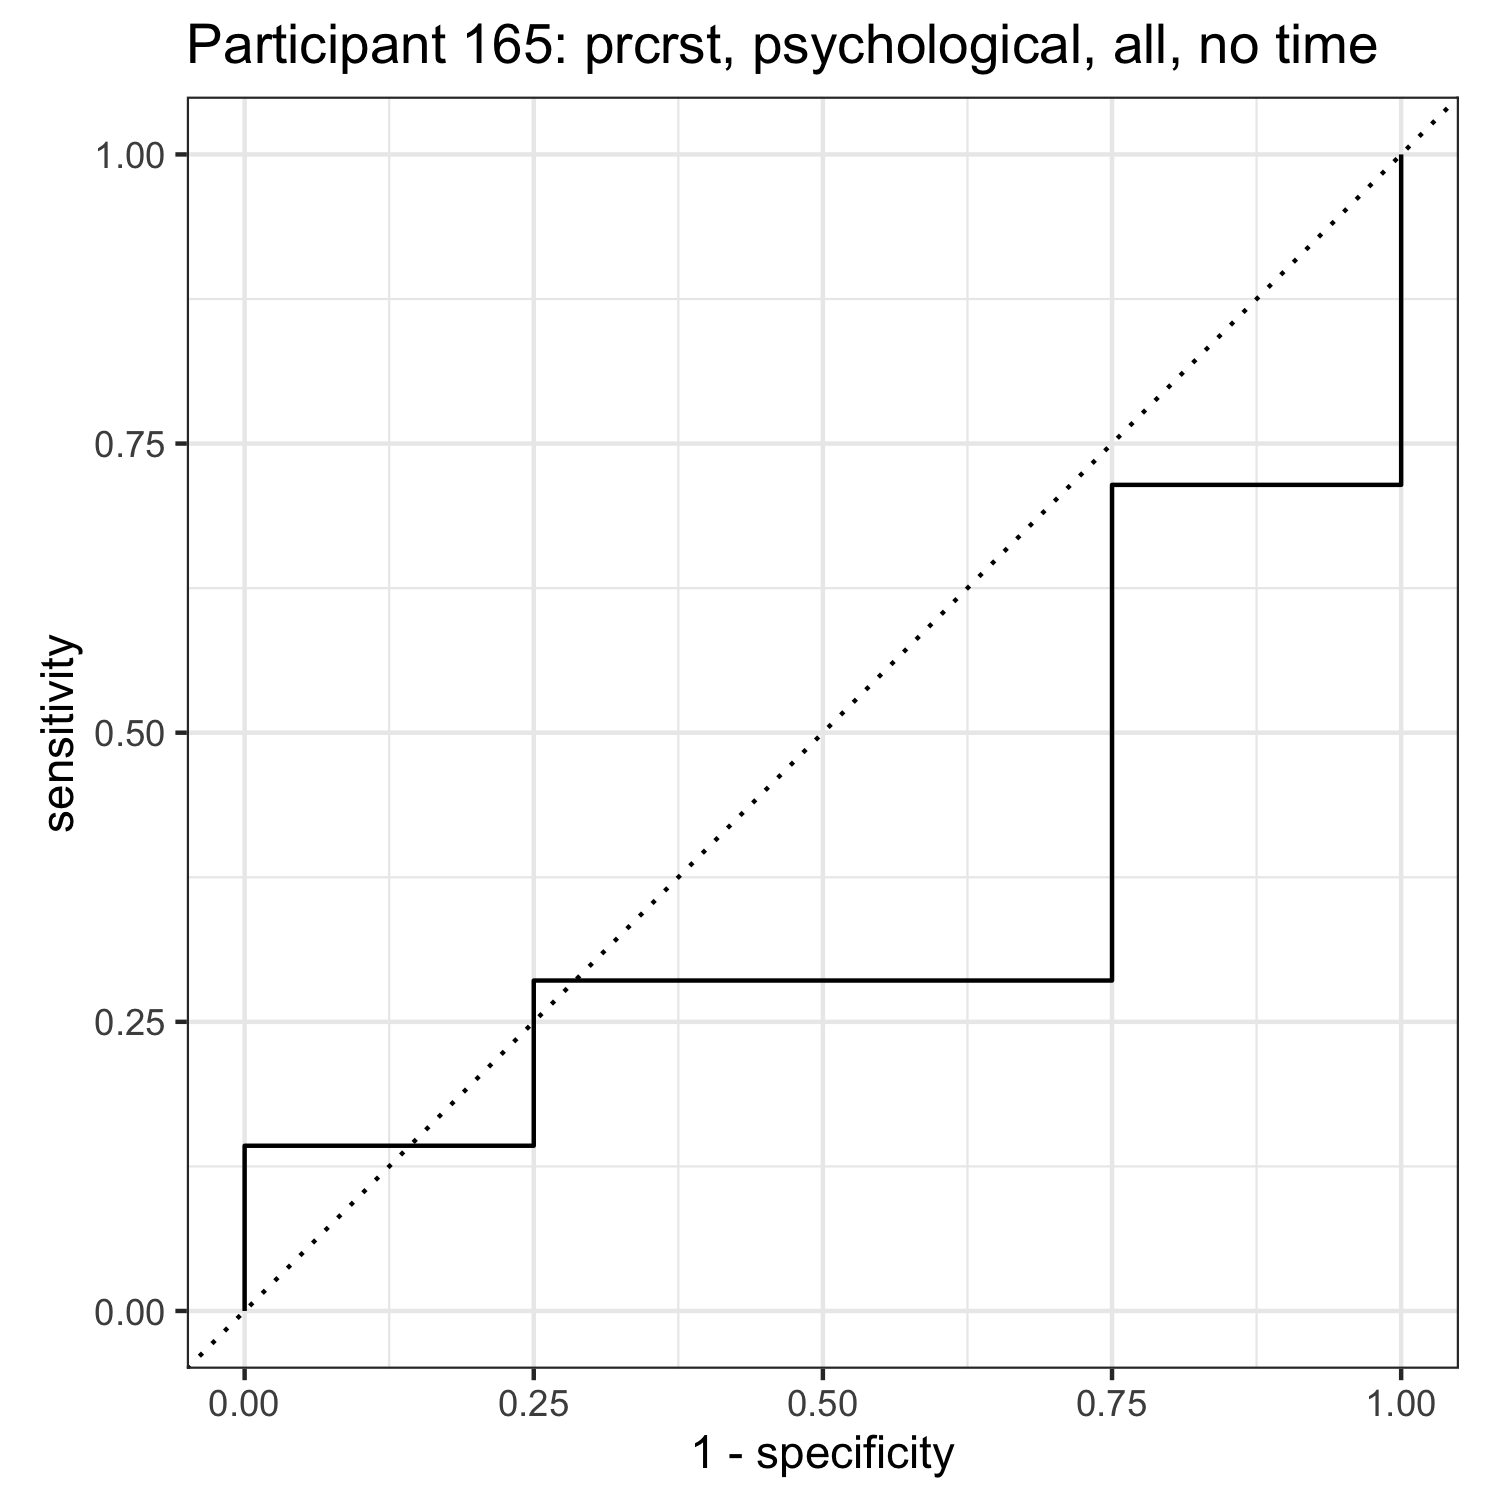 Participant 165: prcrst, psychological, all, no time
1.00
0.75
0.50
0.25
0.00
sensitivity
0.00 0.25 0.50 0.75 1.00
1 - specificity